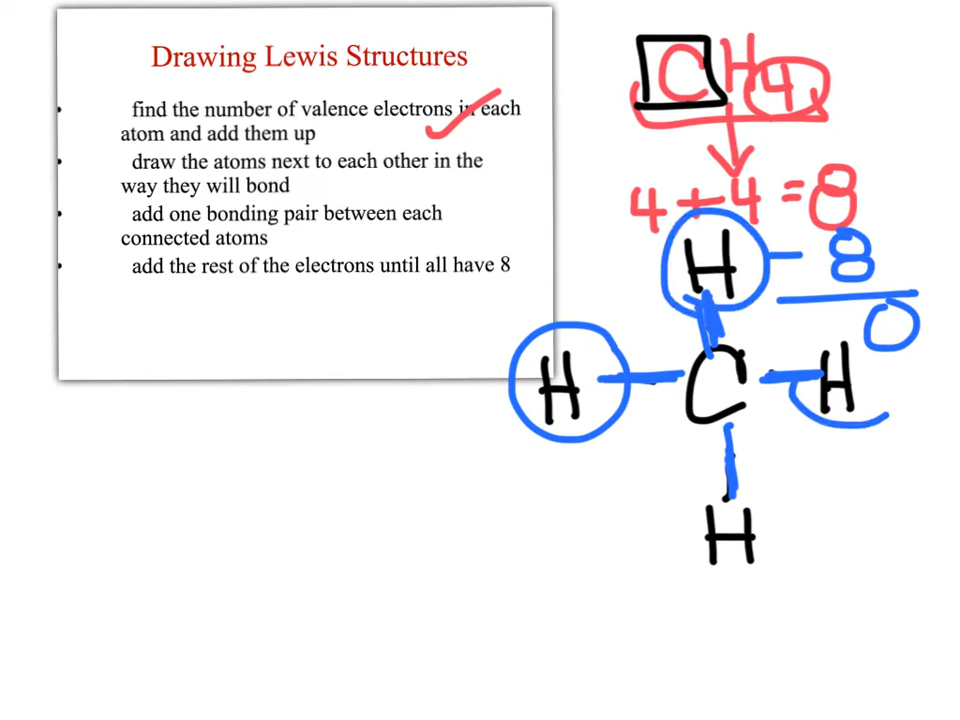 Drawing Lewis Structures
find the number of valence electrons in each
atom and add them up
draw the atoms next to each other in the
way they will bond
add one bonding pair between each
connected atoms
add the rest of the electrons until all have 8
CH4
4+4=8
H - 8
0
H - C - H
H